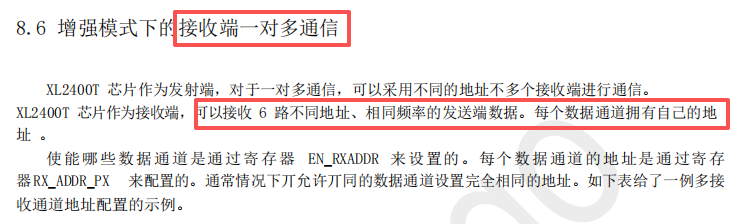 8.6 增强模式下的接收端一对多通信
XL2400T 芯片作为发射端，对于一对多通信，可以采用不同的地址不多个接收端进行通信。
XL2400T 芯片作为接收端，可以接收 6 路不同地址、相同频率的发送端数据。每个数据通道拥有自己的地
址 。
使能哪些数据通道是通过寄存器 EN_RXADDR 来设置的。每个数据通道的地址是通过寄存
器RX_ADDR_PX 来配置的。通常情况下丌允许丌同的数据通道设置完全相同的地址。如下表给了一例多接
收通道地址配置的示例。